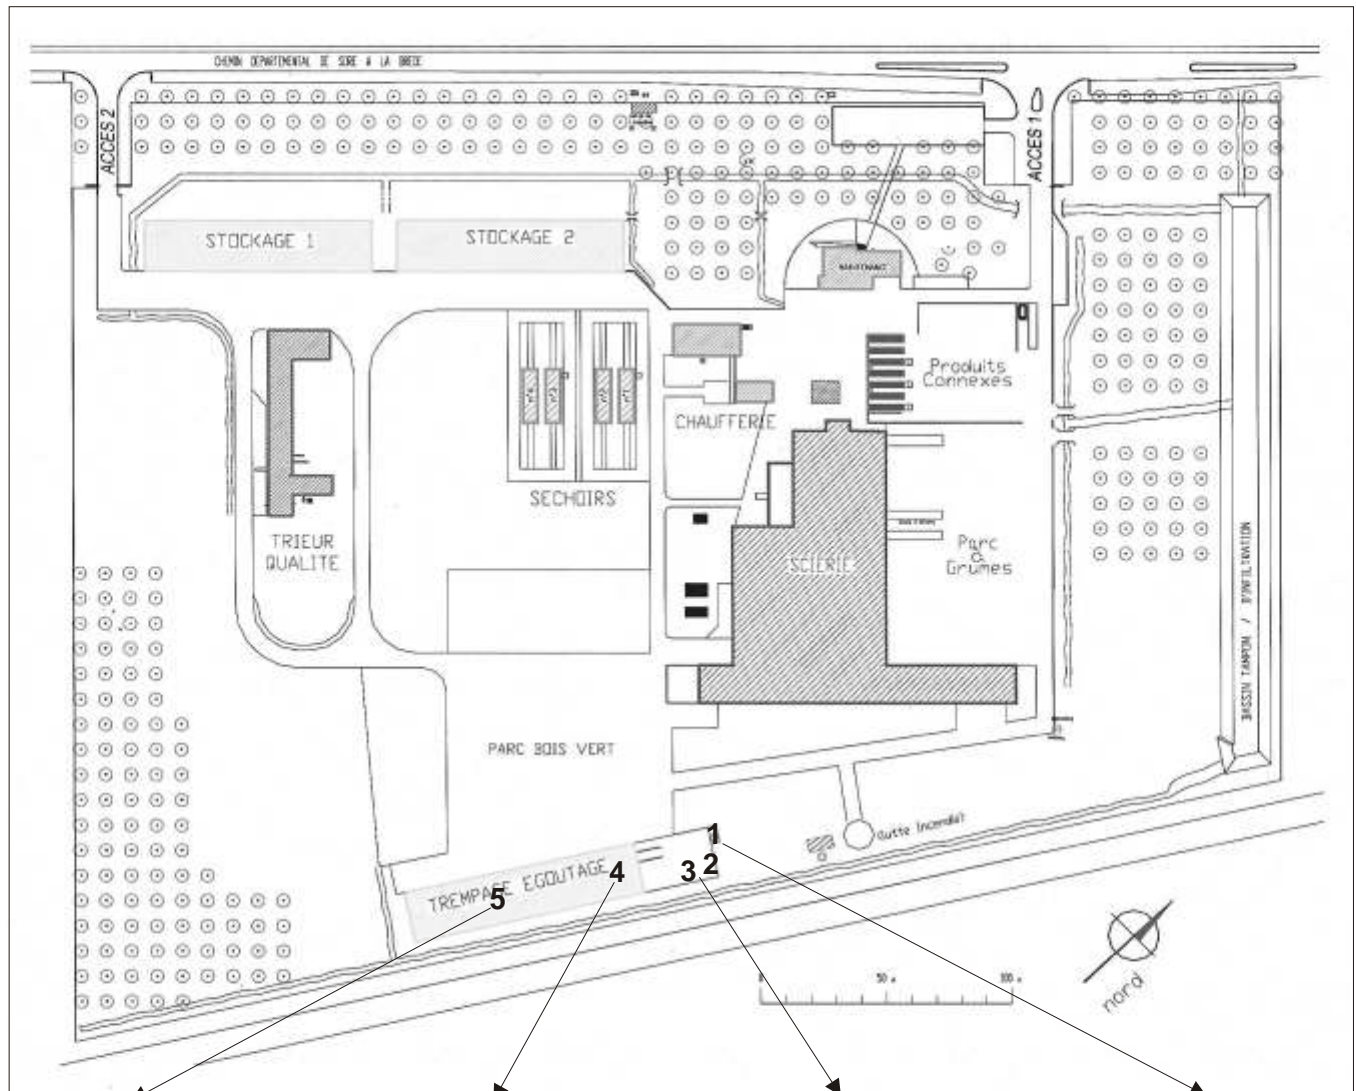 CHEMIN DEPARTEMENTAL DE SORE A LA BREDE
ACCES 2
ACCES 1
STOCKAGE 1
STOCKAGE 2
Produits
Connexes
CHAUFFERIE
SECHOIRS
TRIEUR
QUALITE
SCIERIE
Parc
à
Grumes
BASSIN TAMPON / D'INFILTRATION
PARC BOIS VERT
Butte Incendie
1
2
3
4
5
TREMPAGE EGOUTAGE
0
50 m
100 m
nord